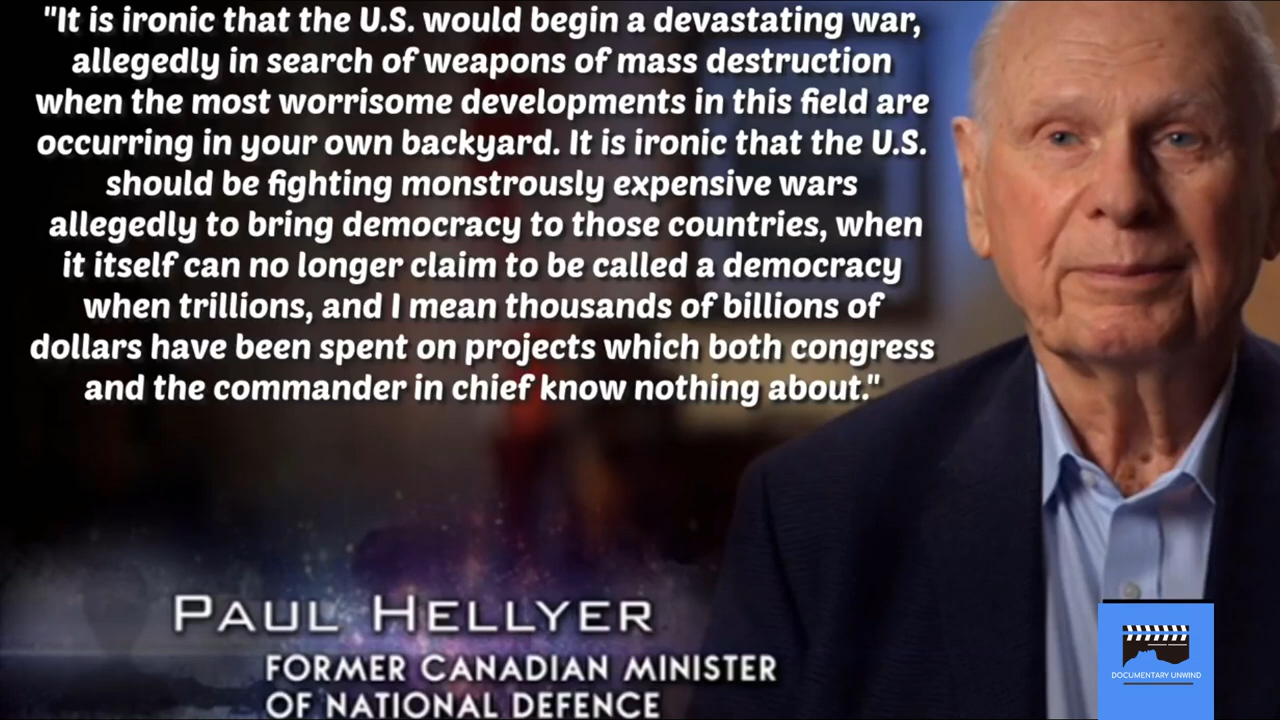 "It is ironic that the U.S. would begin a devastating war,
allegedly in search of weapons of mass destruction
when the most worrisome developments in this field are
occurring in your own backyard. It is ironic that the U.S.
should be fighting monstrously expensive wars
allegedly to bring democracy to those countries, when
it itself can no longer claim to be called a democracy
when trillions, and I mean thousands of billions of
dollars have been spent on projects which both congress
and the commander in chief know nothing about."
PAUL HELLYER
FORMER CANADIAN MINISTER
OF NATIONAL DEFENCE
DOCUMENTARY UNWIND